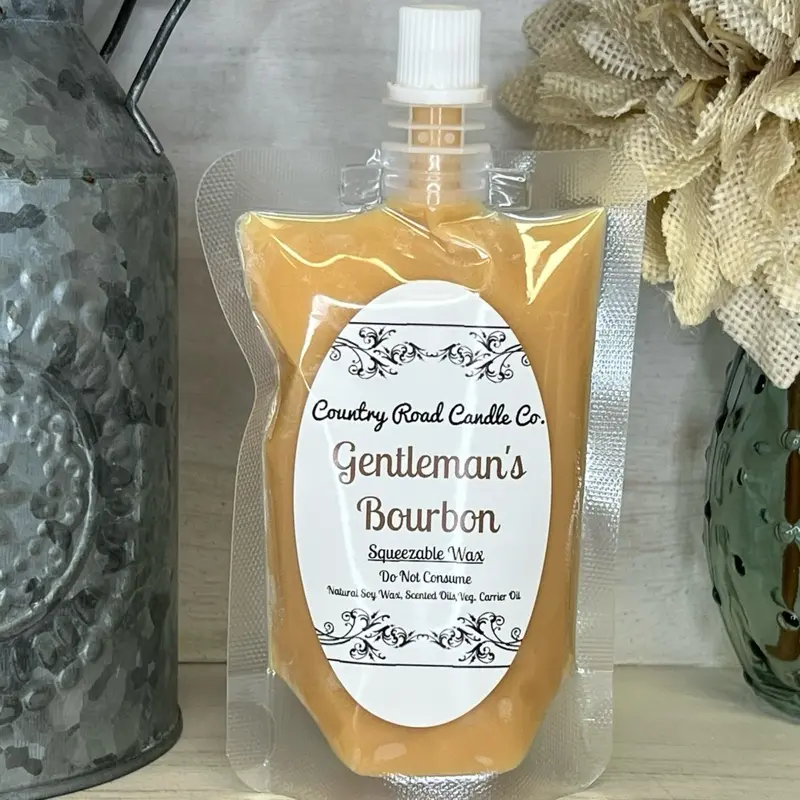 Country Road Candle Co.
Gentleman's
Bourbon
Squeezable Wax
Do Not Consume
Natural Soy Wax, Scented Oils, Veg. Carrier Oil